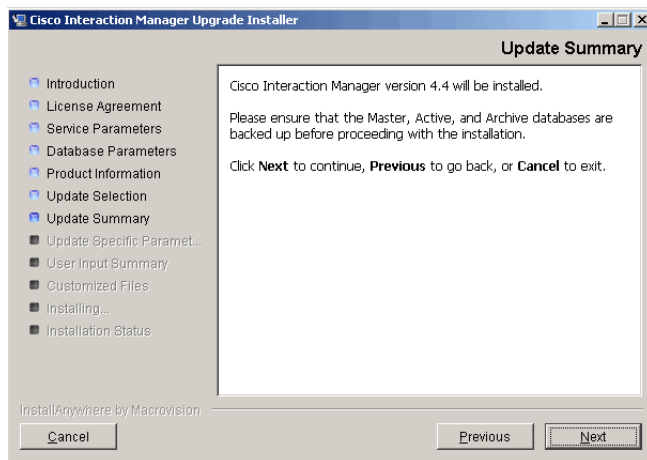 Cisco Interaction Manager Upgrade Installer
Update Summary
Introduction
License Agreement
Service Parameters
Database Parameters
Product Information
Update Selection
Update Summary
Update Specific Paramet...
User Input Summary
Customized Files
Installing...
Installation Status
Cisco Interaction Manager version 4.4 will be installed.
Please ensure that the Master, Active, and Archive databases are
backed up before proceeding with the installation.
Click Next to continue, Previous to go back, or Cancel to exit.
InstallAnywhere by Macrovision
Cancel
Previous
Next